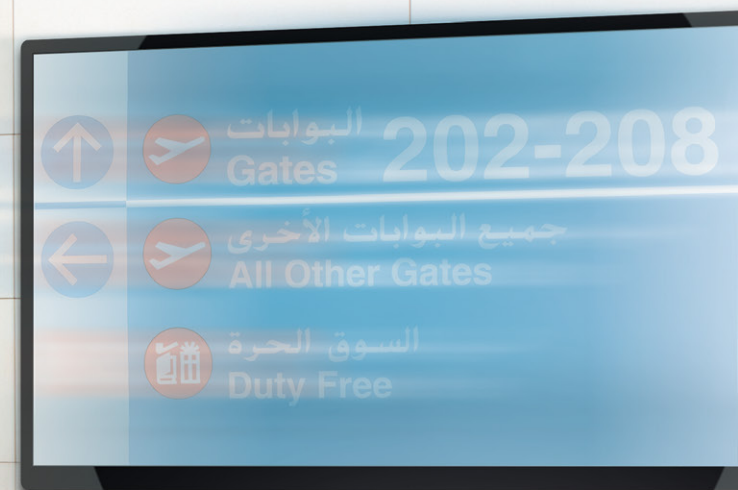 البوابات
Gates 202-208
جميع البوابات الأخرى
All Other Gates
السوق الحرة
Duty Free